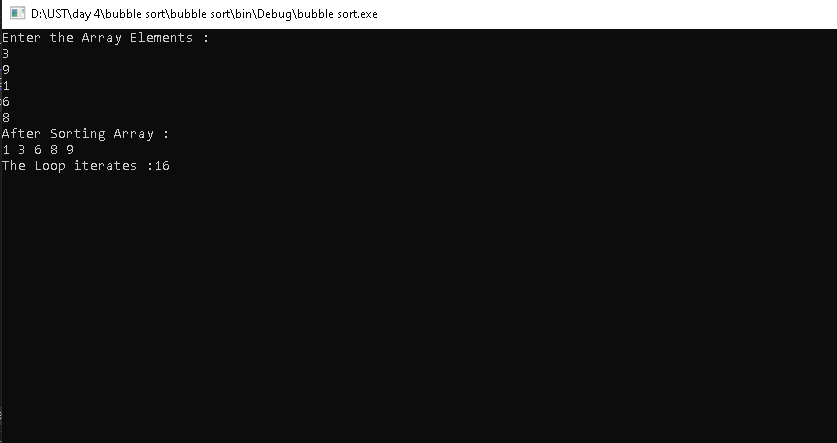 D:\UST\day 4\bubble sort\bubble sort\bin\Debug\bubble sort.exe
Enter the Array Elements :
3
9
1
6
8
After Sorting Array :
1 3 6 8 9
The Loop iterates :16